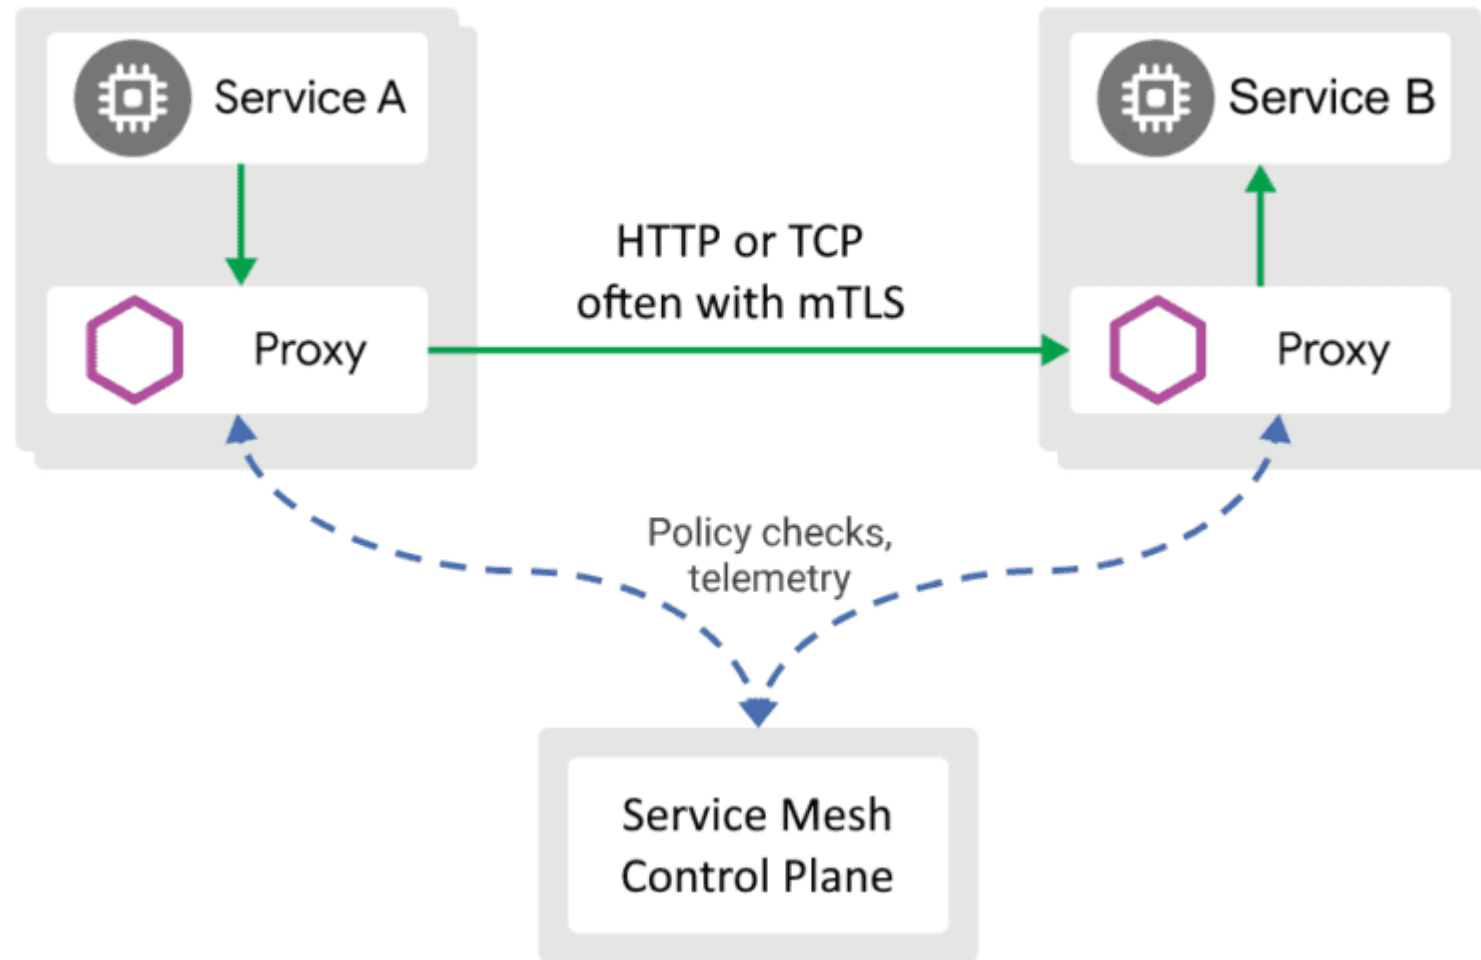 Service A
Service B
HTTP or TCP
often with mTLS
Proxy
Proxy
Policy checks,
telemetry
Service Mesh
Control Plane